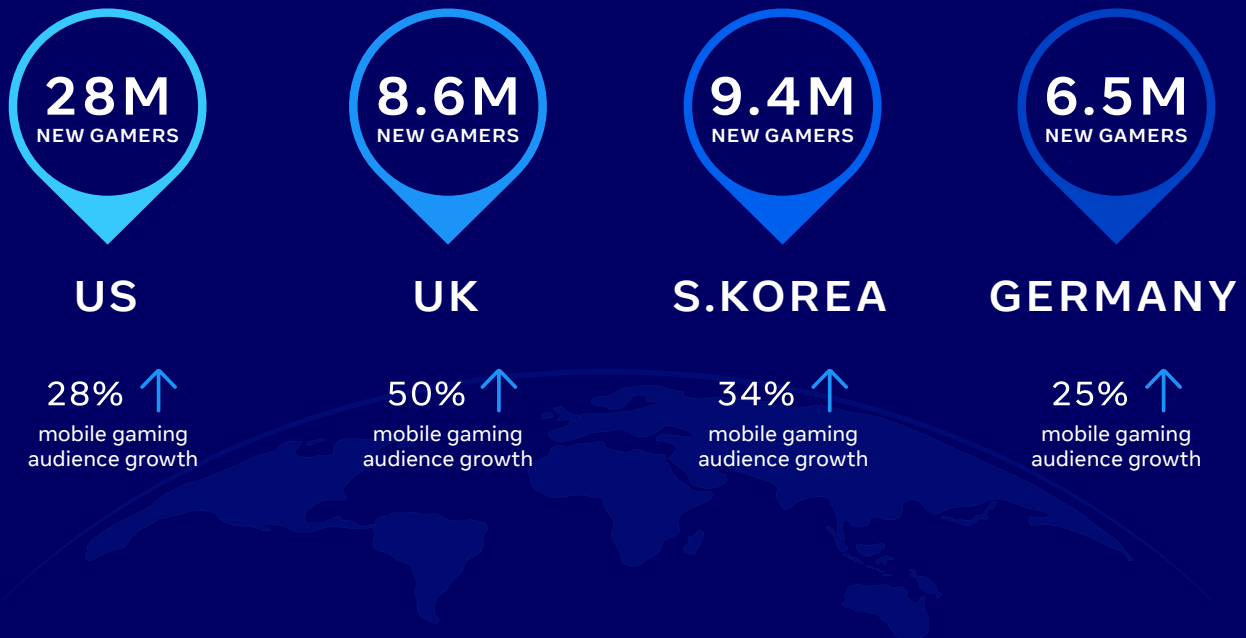 28M
NEW GAMERS
US
28%
mobile gaming
audience growth
8.6M
NEW GAMERS
UK
50%
mobile gaming
audience growth
9.4M
NEW GAMERS
S.KOREA
34%
mobile gaming
audience growth
6.5M
NEW GAMERS
GERMANY
25%
mobile gaming
audience growth